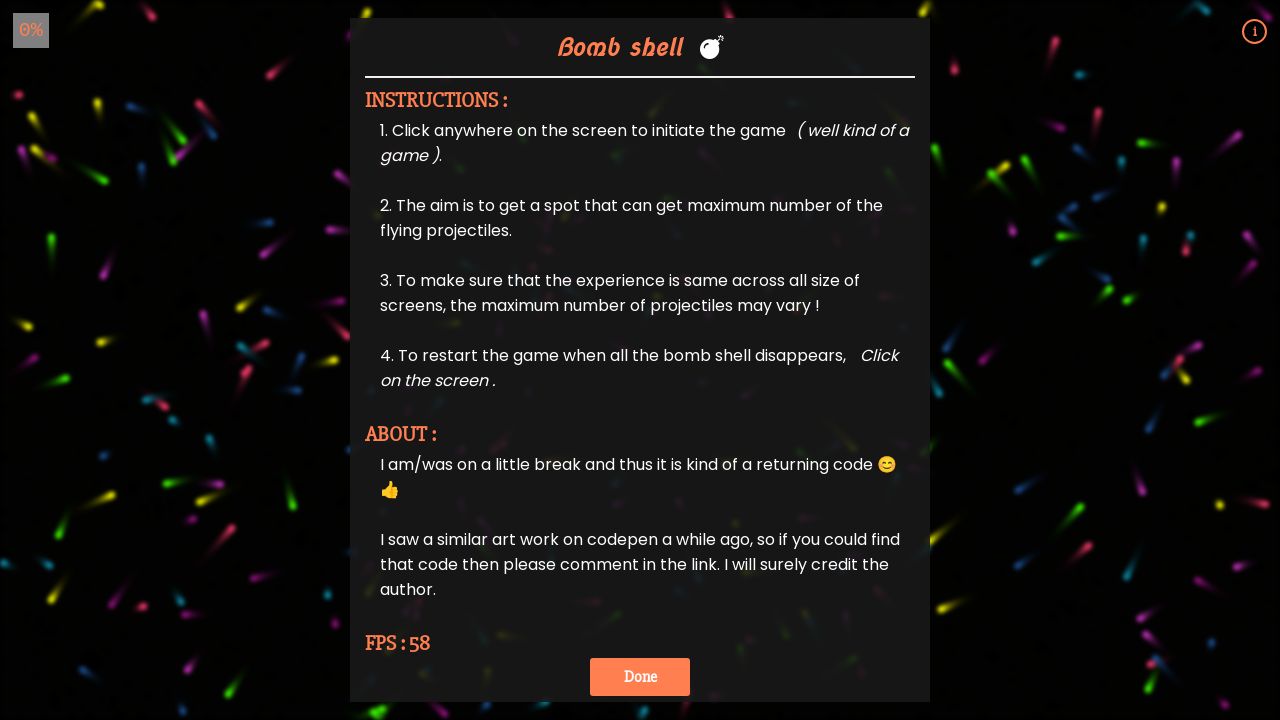 0%
i
Bomb shell 💣
INSTRUCTIONS :
1. Click anywhere on the screen to initiate the game ( well kind of a
game ).
2. The aim is to get a spot that can get maximum number of the
flying projectiles.
3. To make sure that the experience is same across all size of
screens, the maximum number of projectiles may vary !
4. To restart the game when all the bomb shell disappears, Click
on the screen .
ABOUT :
I am/was on a little break and thus it is kind of a returning code 😊
👍
I saw a similar art work on codepen a while ago, so if you could find
that code then please comment in the link. I will surely credit the
author.
FPS : 58
Done